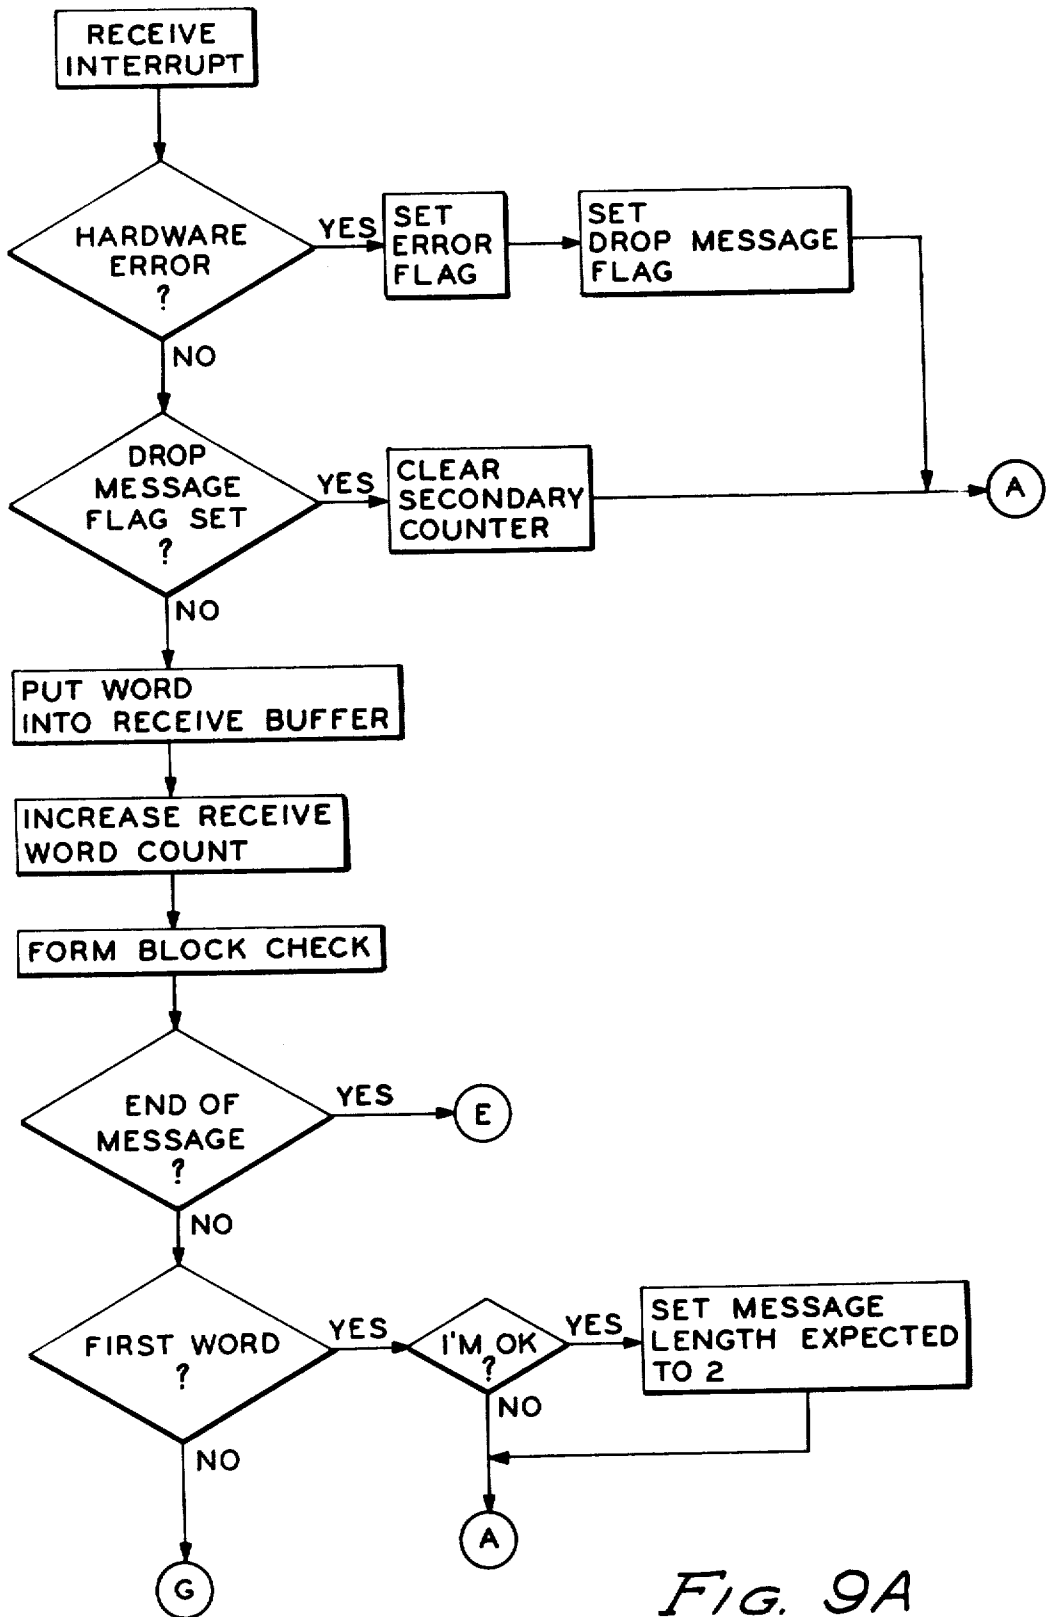 RECEIVE
INTERRUPT
HARDWARE
ERROR
?
YES
SET
ERROR
FLAG
SET
DROP MESSAGE
FLAG
NO
DROP
MESSAGE
FLAG SET
?
YES
CLEAR
SECONDARY
COUNTER
A
NO
PUT WORD
INTO RECEIVE BUFFER
INCREASE RECEIVE
WORD COUNT
FORM BLOCK CHECK
END OF
MESSAGE
?
YES
E
NO
FIRST WORD
?
YES
I'M OK
?
YES
SET MESSAGE
LENGTH EXPECTED
TO 2
NO
NO
A
G
FIG. 9A